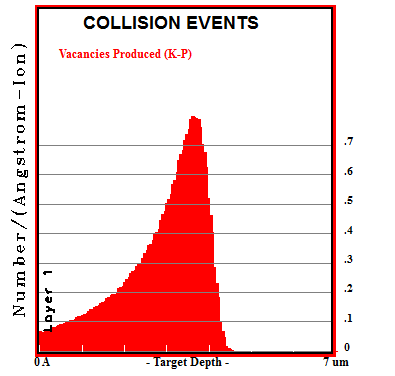 COLLISION EVENTS
Vacancies Produced (K-P)
Number/(Angstrom-Ion)
Layer 1
.7
.6
.5
.4
.3
.2
.1
0
0 A
- Target Depth -
7 um